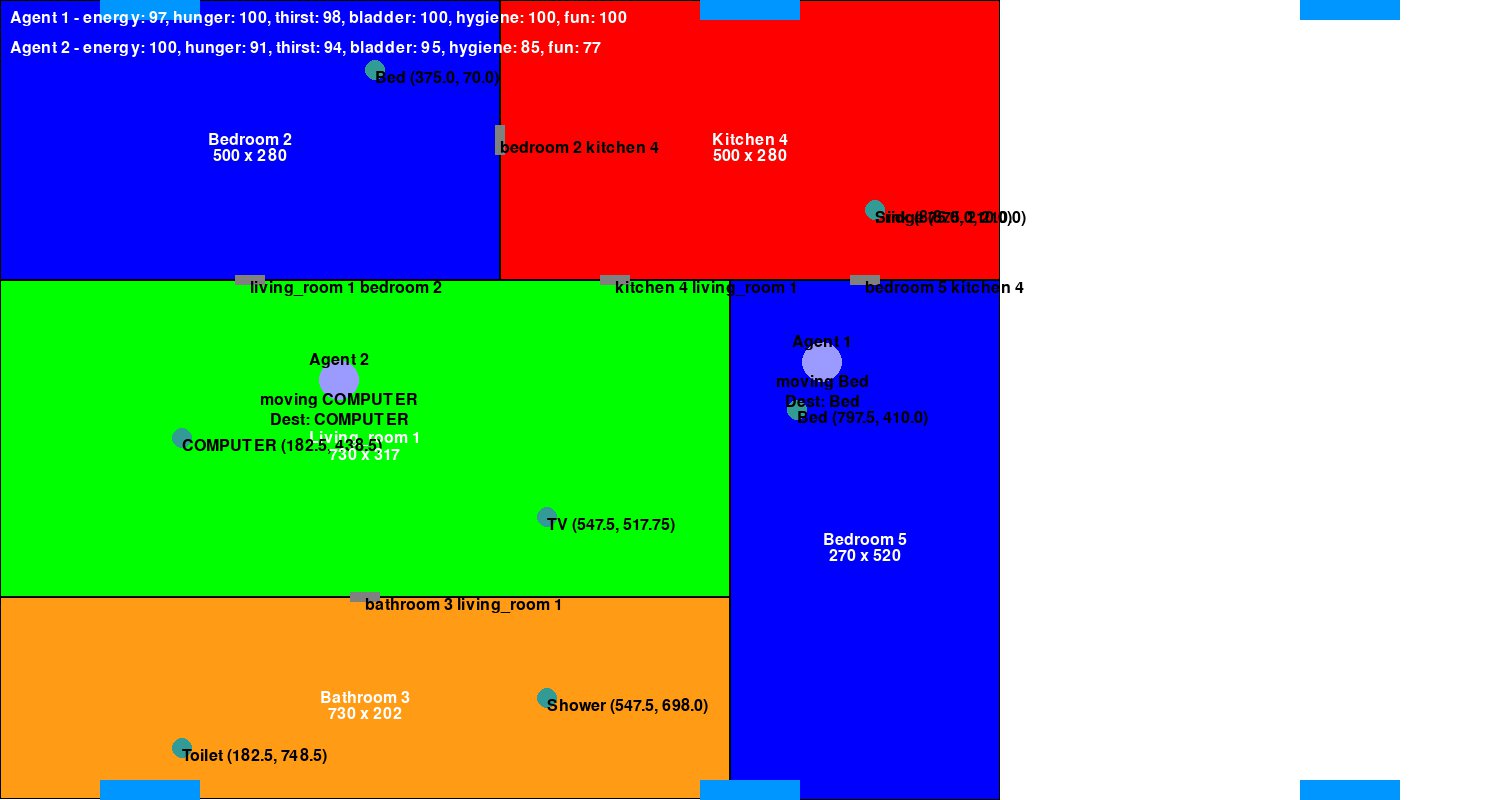 Agent 1 - energy: 97, hunger: 100, thirst: 98, bladder: 100, hygiene: 100, fun: 100
Agent 2 - energy: 100, hunger: 91, thirst: 94, bladder: 95, hygiene: 85, fun: 77
Bed (375.0, 70.0)
Bedroom 2
500 x 280
Kitchen 4
500 x 280
bedroom 2 kitchen 4
living_room 1 bedroom 2
kitchen 4 living_room 1
bedroom 5 kitchen 4
Agent 1
moving Bed
Dest: Bed
Bed (797.5, 410.0)
Agent 2
moving COMPUTER
Dest: COMPUTER
Living_room 1
730 x 317
COMPUTER (182.5, 438.5)
TV (547.5, 517.75)
Bedroom 5
270 x 520
bathroom 3 living_room 1
Bathroom 3
730 x 202
Shower (547.5, 698.0)
Toilet (182.5, 748.5)